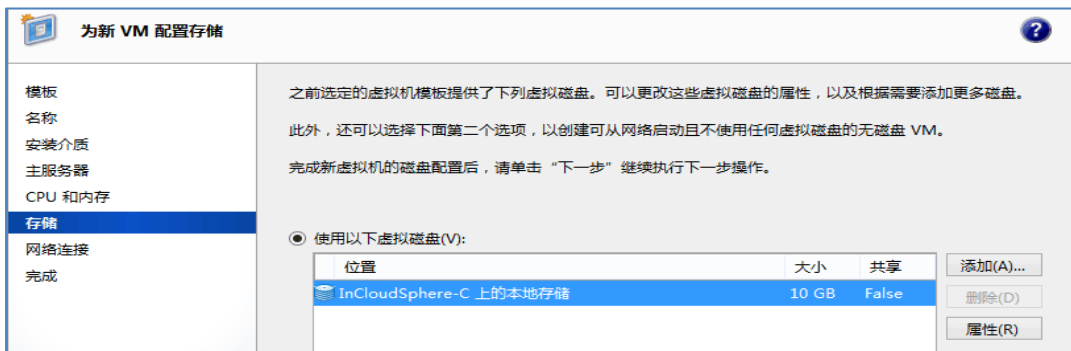 为新 VM 配置存储
?
模板
名称
安装介质
主服务器
CPU 和内存
存储
网络连接
完成
之前选定的虚拟机模板提供了下列虚拟磁盘。可以更改这些虚拟磁盘的属性，以及根据需要添加更多磁盘。
此外，还可以选择下面第二个选项，以创建可从网络启动且不使用任何虚拟磁盘的无磁盘 VM。
完成新虚拟机的磁盘配置后，请单击“下一步”继续执行下一步操作。
使用以下虚拟磁盘(V):
位置 大小 共享
InCloudSphere-C 上的本地存储 10 GB False
添加(A)...
删除(D)
属性(R)